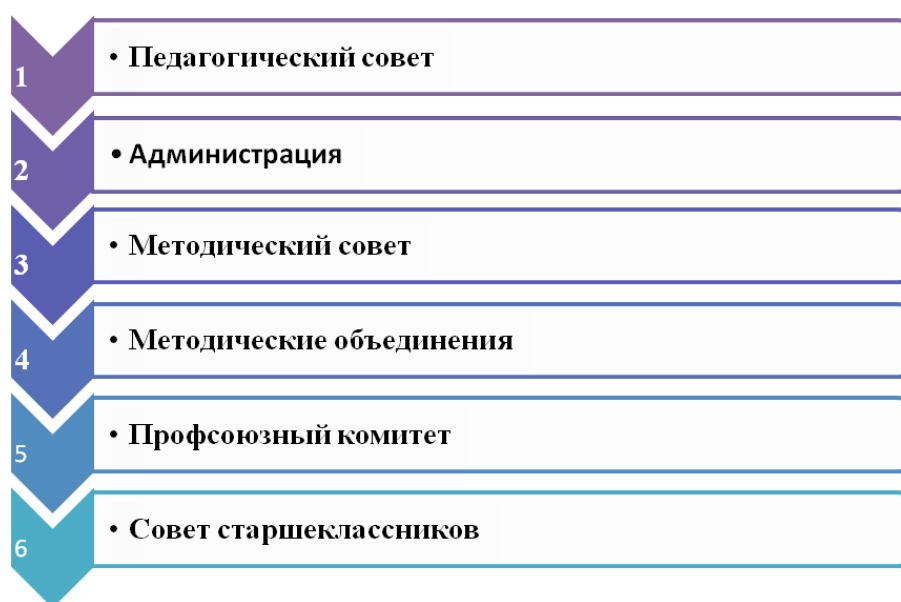 1
• Педагогический совет
2
• Администрация
3
• Методический совет
4
• Методические объединения
5
• Профсоюзный комитет
6
• Совет старшеклассников